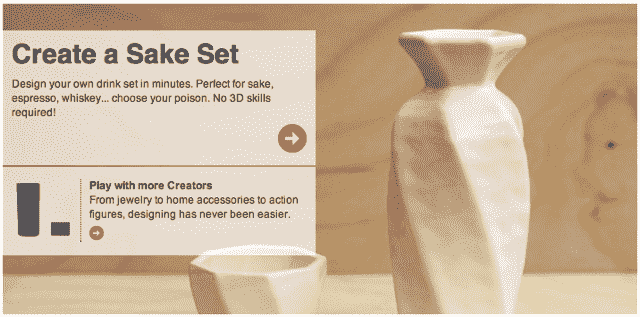 Create a Sake Set
Design your own drink set in minutes. Perfect for sake,
espresso, whiskey... choose your poison. No 3D skills
required!
Play with more Creators
From jewelry to home accessories to action
figures, designing has never been easier.